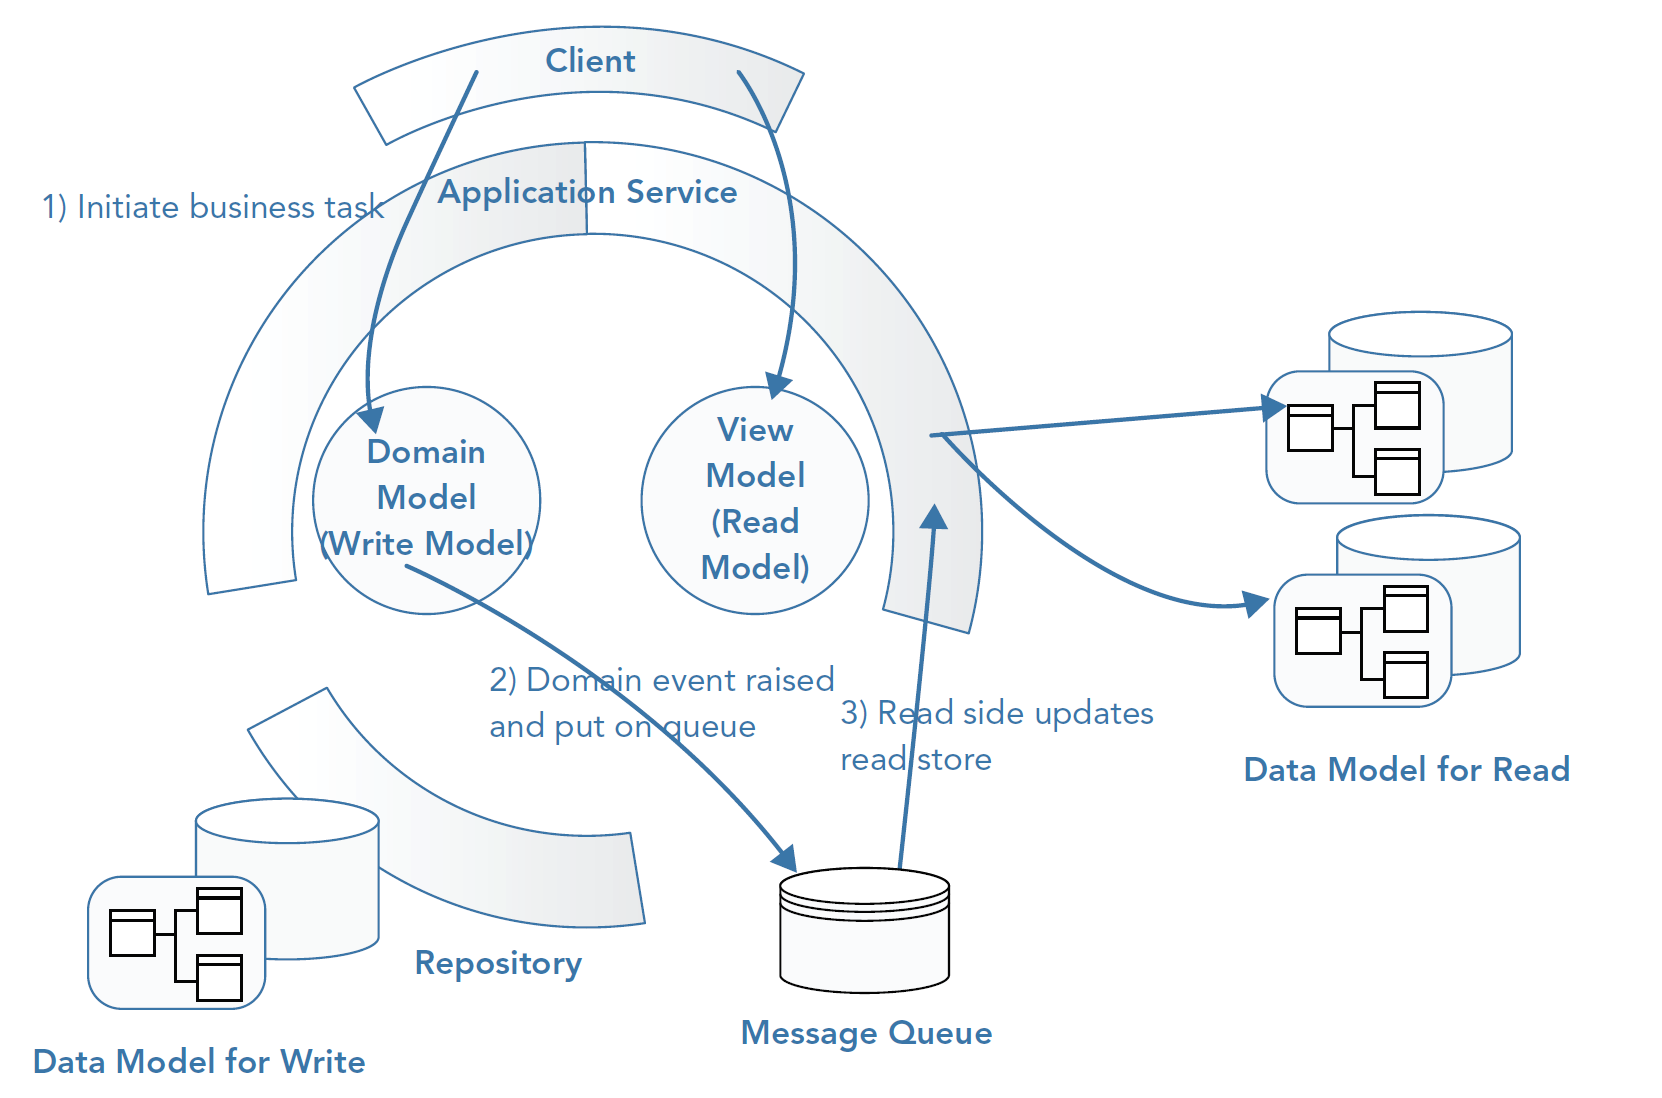 Client
Application Service
1) Initiate business task
Domain
Model
(Write Model)
View
Model
(Read
Model)
2) Domain event raised
and put on queue
3) Read side updates
read store
Data Model for Read
Repository
Message Queue
Data Model for Write